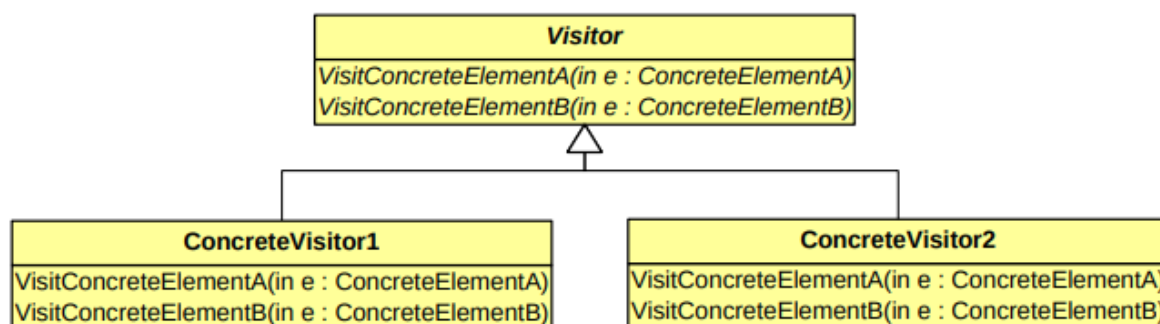 Visitor
VisitConcreteElementA(in e : ConcreteElementA)
VisitConcreteElementB(in e : ConcreteElementB)
ConcreteVisitor1
VisitConcreteElementA(in e : ConcreteElementA)
VisitConcreteElementB(in e : ConcreteElementB)
ConcreteVisitor2
VisitConcreteElementA(in e : ConcreteElementA)
VisitConcreteElementB(in e : ConcreteElementB)